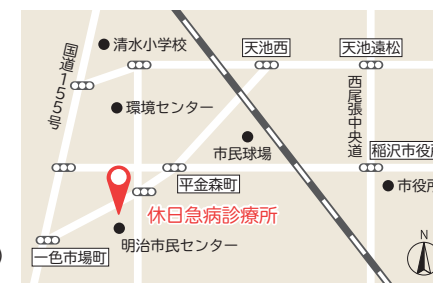 国道155号
清水小学校
天池西
天池遠松
環境センター
西尾張中央道
市民球場
稲沢市役所
平金森町
市役所
休日急病診療所
明治市民センター
一色市場町
N
)